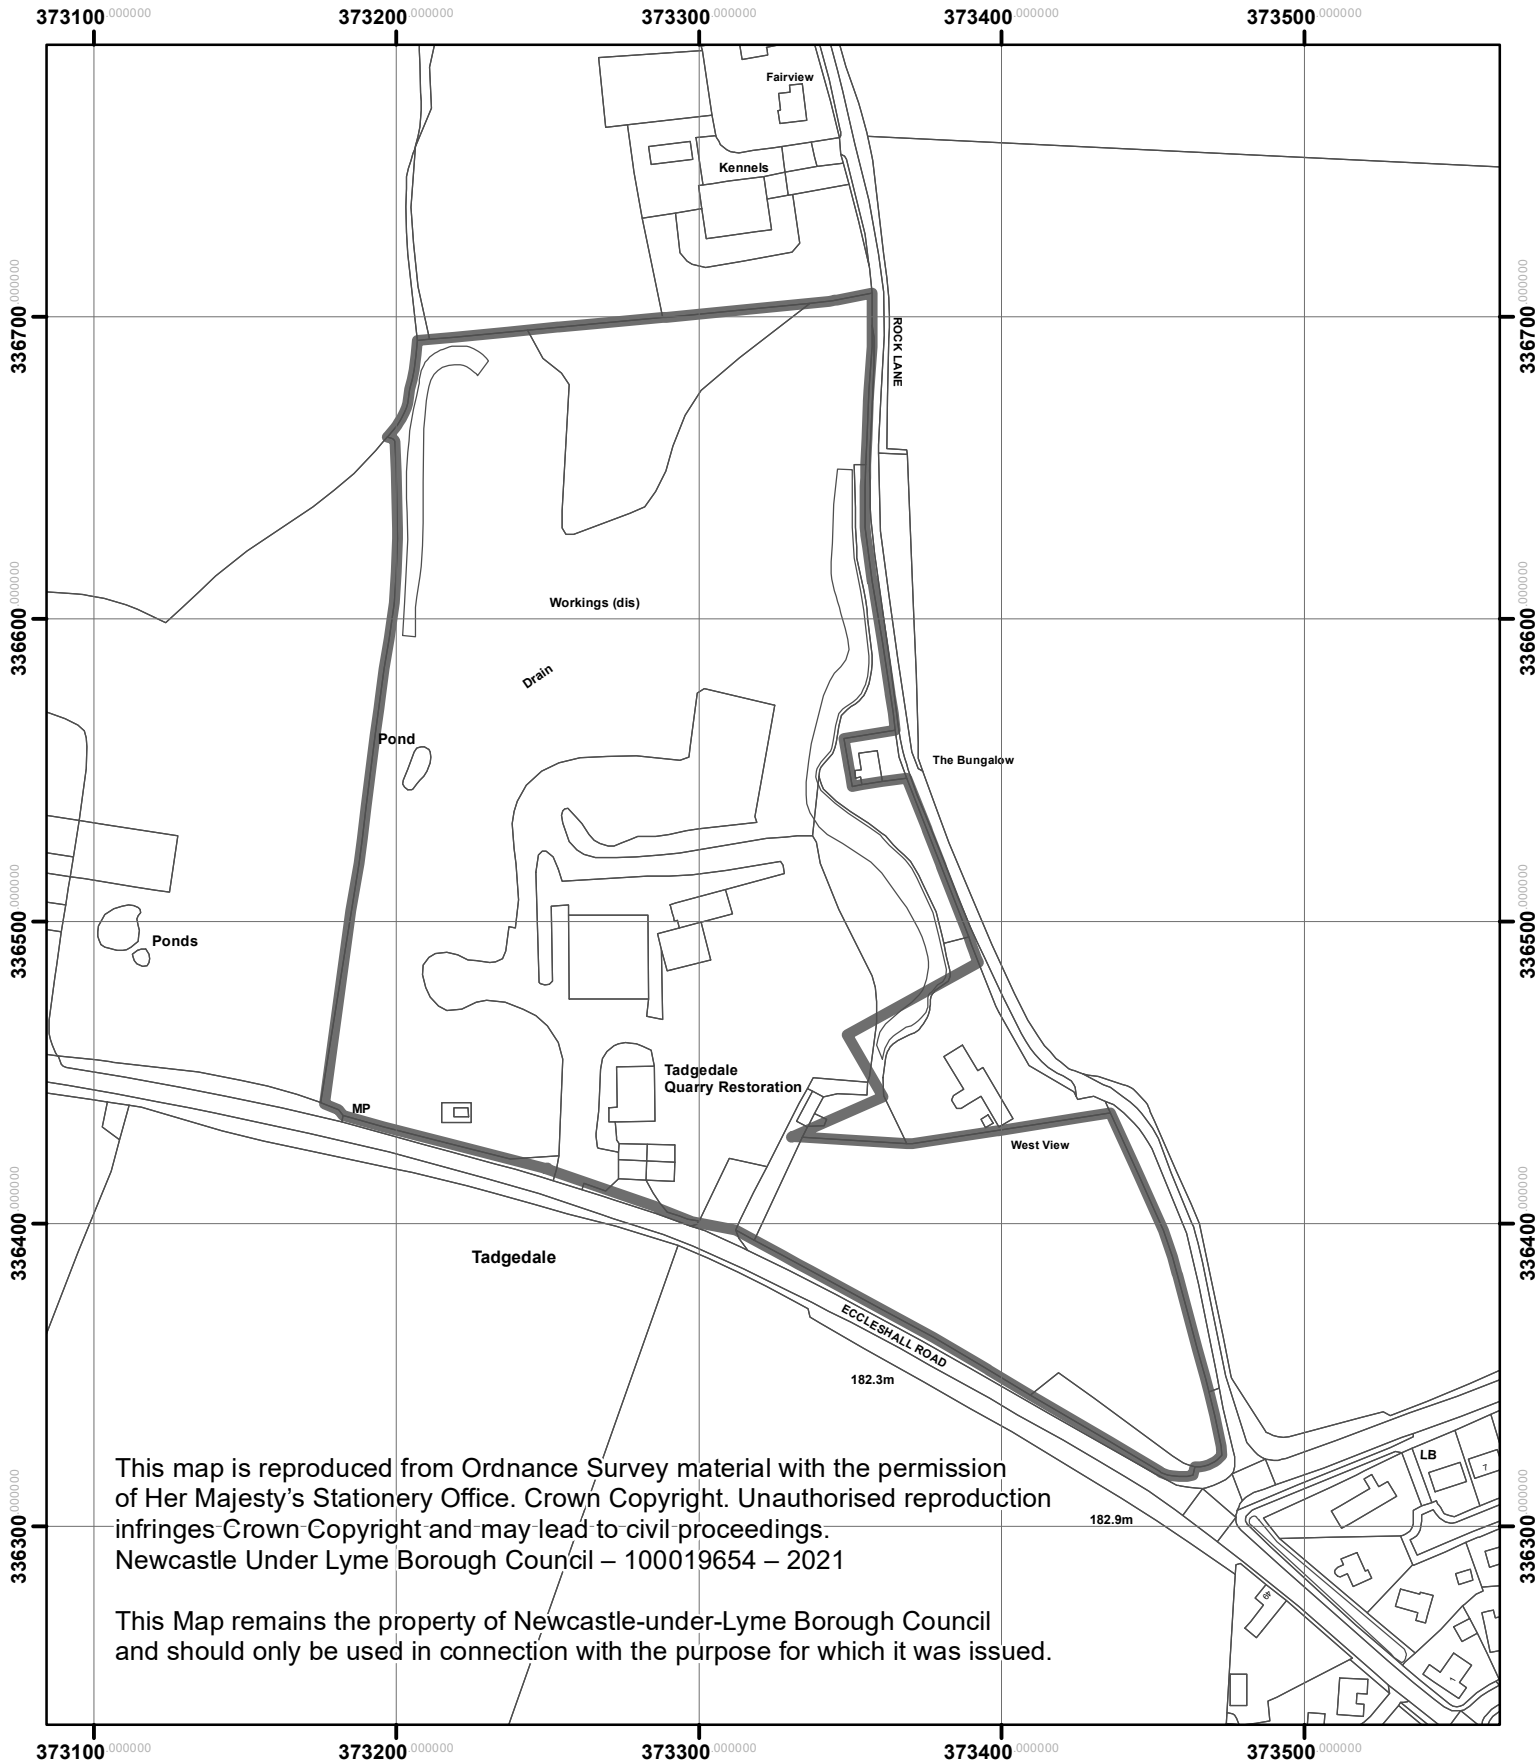 373100.000000 373200.000000 373300.000000 373400.000000 373500.000000
Fairview
Kennels
336700.000000
336700.000000
ROCK LANE
Workings (dis)
336600.000000
336600.000000
Drain
Pond
The Bungalow
336500.000000
336500.000000
Ponds
Tadgedale
Quarry Restoration
MP
West View
336400.000000
336400.000000
Tadgedale
ECCLESHALL ROAD
182.3m
LB
7
This map is reproduced from Ordnance Survey material with the permission
of Her Majesty’s Stationery Office. Crown Copyright. Unauthorised reproduction
infringes Crown Copyright and may lead to civil proceedings.
Newcastle Under Lyme Borough Council – 100019654 – 2021
182.9m
336300.000000
336300.000000
This Map remains the property of Newcastle-under-Lyme Borough Council
and should only be used in connection with the purpose for which it was issued.
373100.000000 373200.000000 373300.000000 373400.000000 373500.000000